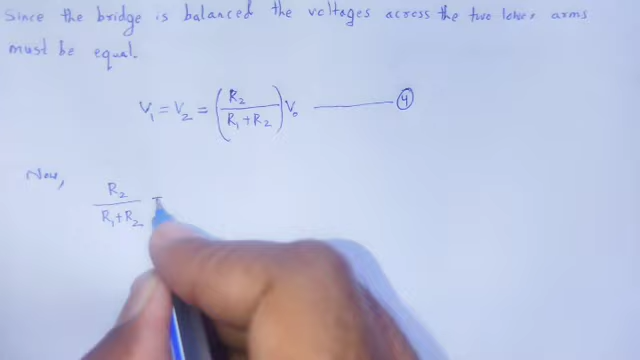 Since the bridge is balanced the voltages across the two lower arms
must be equal.
V₁ = V₂ = (R₂ / (R₁ + R₂)) V₀ ——— ④
Now,
R₂ / (R₁ + R₂)